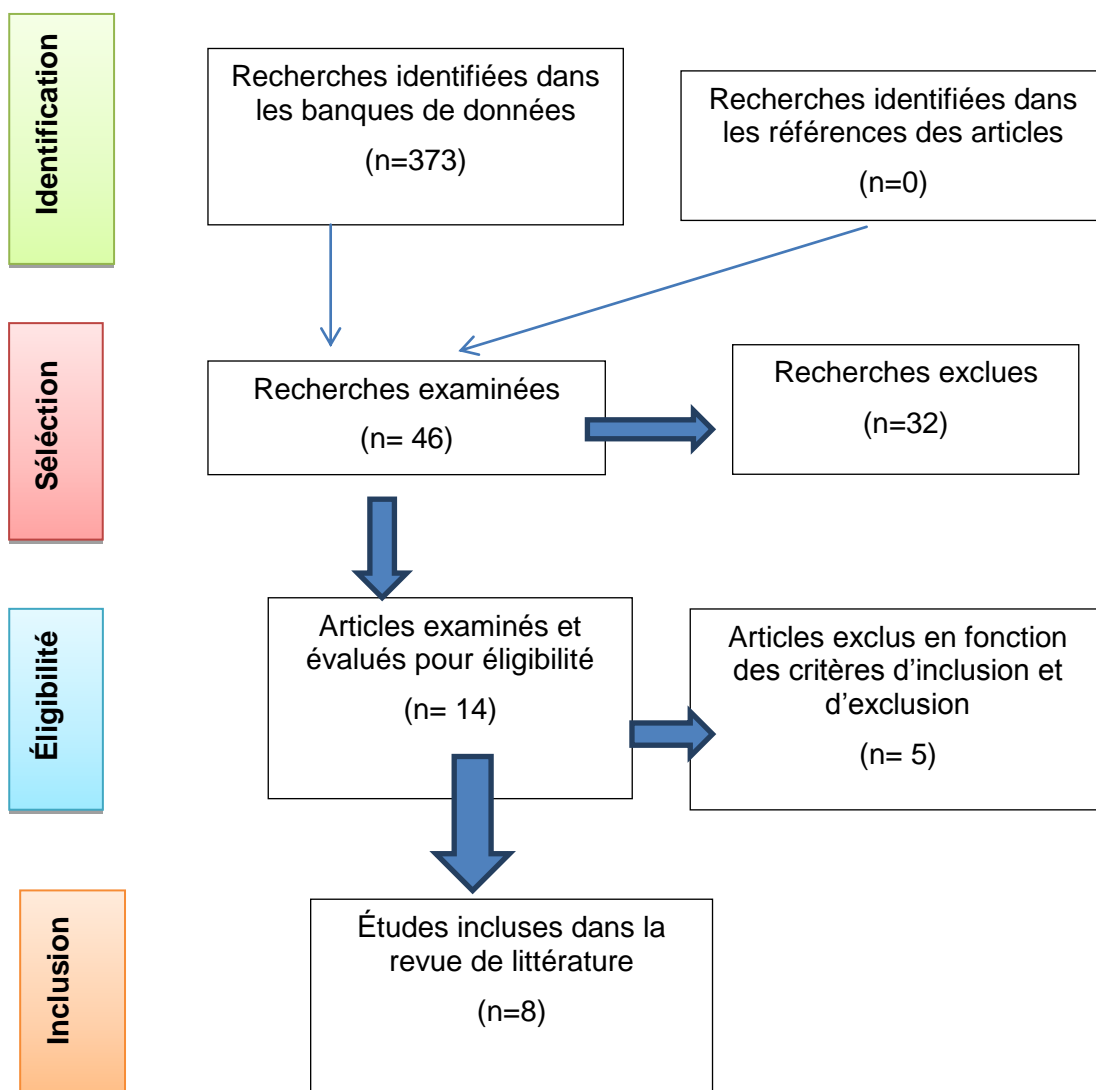 Identification
Recherches identifiées dans
les banques de données
(n=373)
Recherches identifiées dans
les références des articles
(n=0)
Séléction
Recherches examinées
(n= 46)
Recherches exclues
(n=32)
Éligibilité
Articles examinés et
évalués pour éligibilité
(n= 14)
Articles exclus en fonction
des critères d’inclusion et
d’exclusion
(n= 5)
Inclusion
Études incluses dans la
revue de littérature
(n=8)